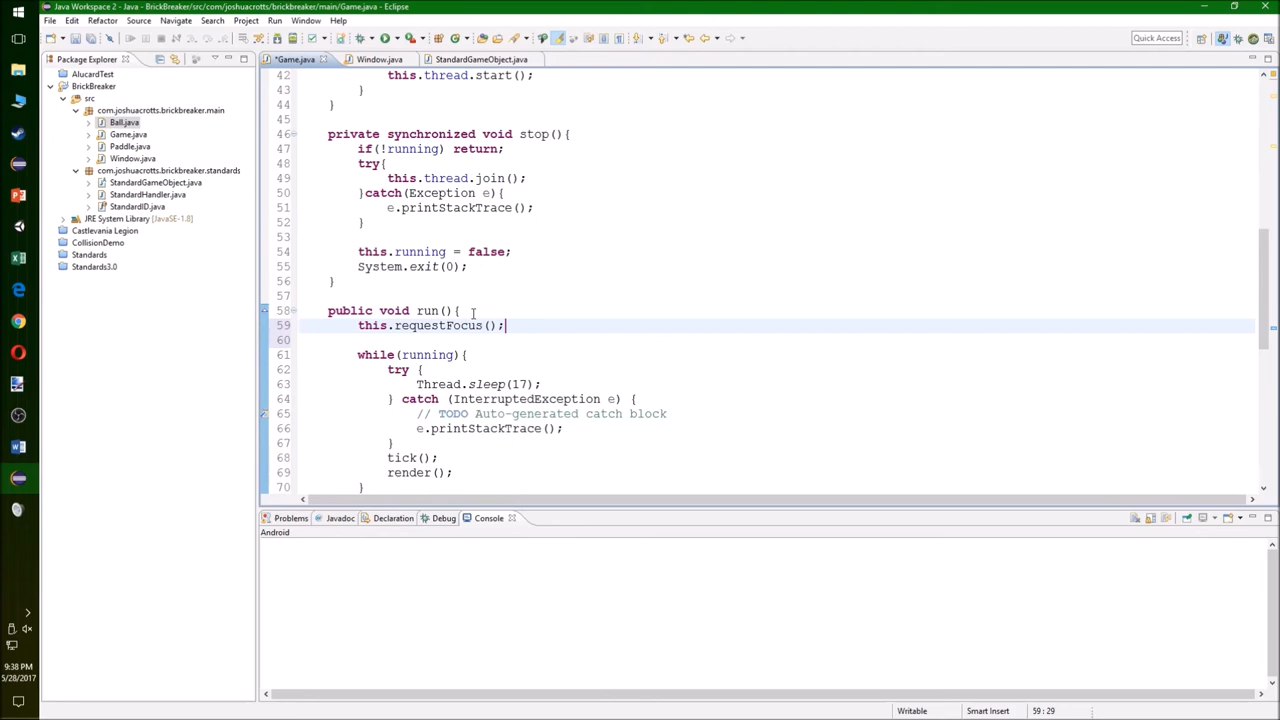 Java Workspace 2 - BrickBreaker/src/com/joshuacrotts/brickbreaker/main/Game.java - Eclipse
File Edit Refactor Source Navigate Search Project Run Window Help
Quick Access
Package Explorer
AlucardTest
BrickBreaker
src
com.joshuacrotts.brickbreaker.main
Ball.java
Game.java
Paddle.java
Window.java
com.joshuacrotts.brickbreaker.standards
StandardGameObject.java
StandardHandler.java
StandardID.java
JRE System Library [JavaSE-1.8]
Castlevania Legion
CollisionDemo
Standards
Standards3.0
*Game.java Window.java StandardGameObject.java
42 this.thread.start();
43 }
44 }
45
46 private synchronized void stop(){
47 if(!running) return;
48 try{
49 this.thread.join();
50 }catch(Exception e){
51 e.printStackTrace();
52 }
53
54 this.running = false;
55 System.exit(0);
56 }
57
58 public void run(){
59 this.requestFocus();
60
61 while(running){
62 try {
63 Thread.sleep(17);
64 } catch (InterruptedException e) {
65 // TODO Auto-generated catch block
66 e.printStackTrace();
67 }
68 tick();
69 render();
70 }
Problems Javadoc Declaration Debug Console
Android
Writable Smart Insert 59 : 29
9:38 PM
5/28/2017